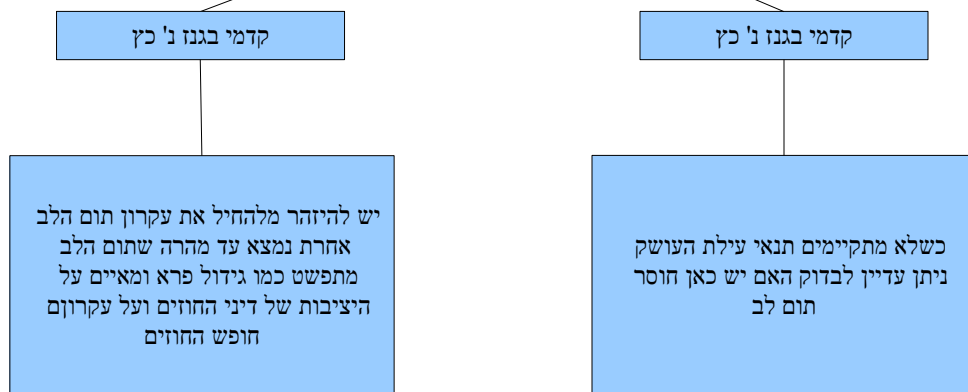 קדמי בגנז נ' כץ
כשלא מתקיימים תנאי עילת העושק
ניתן עדיין לבדוק האם יש כאן חוסר
תום לב
קדמי בגנז נ' כץ
יש להיזהר מלהחיל את עקרון תום הלב
אחרת נמצא עד מהרה שתום הלב
מתפשט כמו גידול פרא ומאיים על
היציבות של דיני החוזים ועל עקרוןם
חופש החוזים